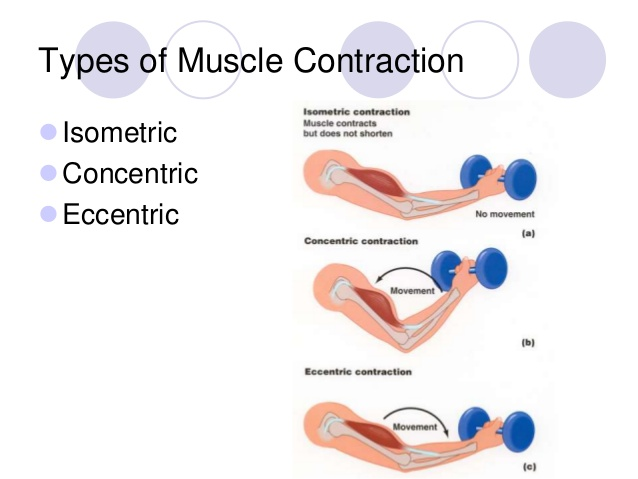 Types of Muscle Contraction
Isometric
Concentric
Eccentric
Isometric contraction
Muscle contracts
but does not shorten
No movement
(a)
Concentric contraction
Movement
(b)
Eccentric contraction
Movement
(c)